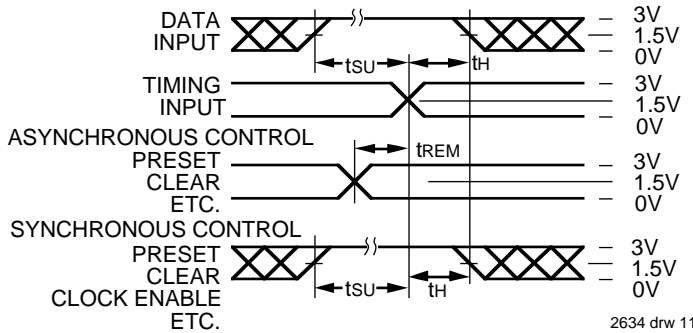 DATA INPUT
3V
1.5V
0V
tSU
tH
TIMING INPUT
3V
1.5V
0V
ASYNCHRONOUS CONTROL
PRESET
CLEAR
ETC.
tREM
3V
1.5V
0V
SYNCHRONOUS CONTROL
PRESET
CLEAR
CLOCK ENABLE
ETC.
tSU
tH
3V
1.5V
0V
2634 drw 11